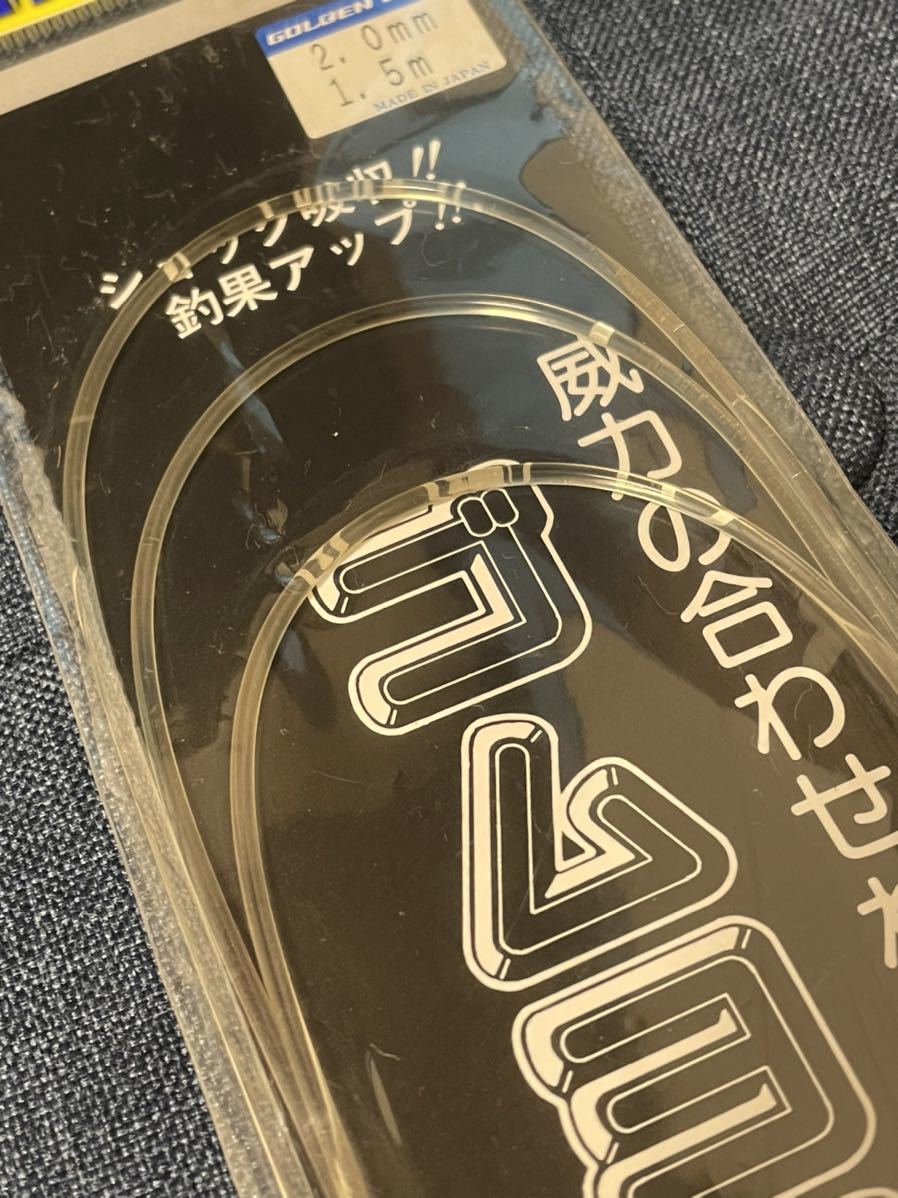 GOLDEN
2.0mm
1.5m
MADE IN JAPAN
ショック吸収!!
釣果アップ!!
威力の合わせ
ゴム